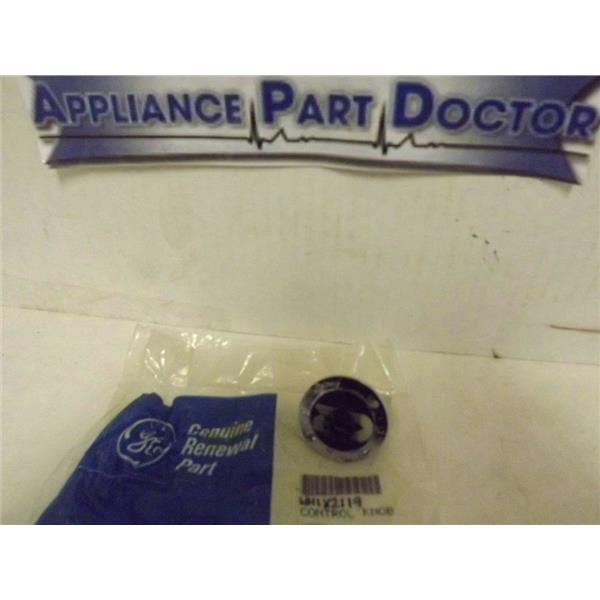 APPLIANCE PART DOCTOR
GE
Genuine
Renewal
Part
WH1X2119
CONTROL KNOB